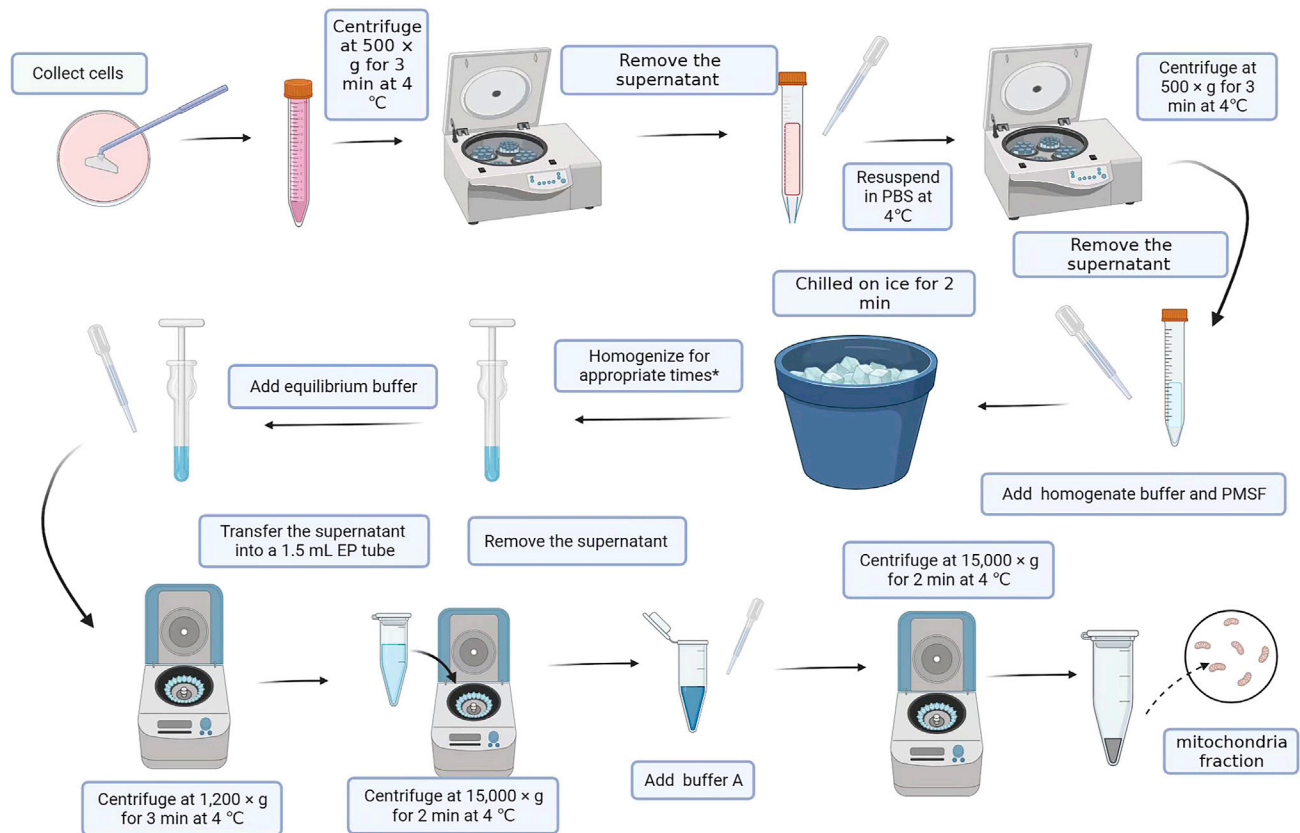 Collect cells
Centrifuge
at 500 ×
g for 3
min at 4
℃
Remove the
supernatant
Resuspend
in PBS at
4℃
Centrifuge at
500 × g for 3
min at 4℃
Remove the
supernatant
Add homogenate buffer and PMSF
Chilled on ice for 2
min
Homogenize for
appropriate times*
Add equilibrium buffer
Centrifuge at 1,200 × g
for 3 min at 4 ℃
Transfer the supernatant
into a 1.5 mL EP tube
Centrifuge at 15,000 × g
for 2 min at 4 ℃
Remove the supernatant
Add buffer A
Centrifuge at 15,000 × g
for 2 min at 4 ℃
mitochondria
fraction